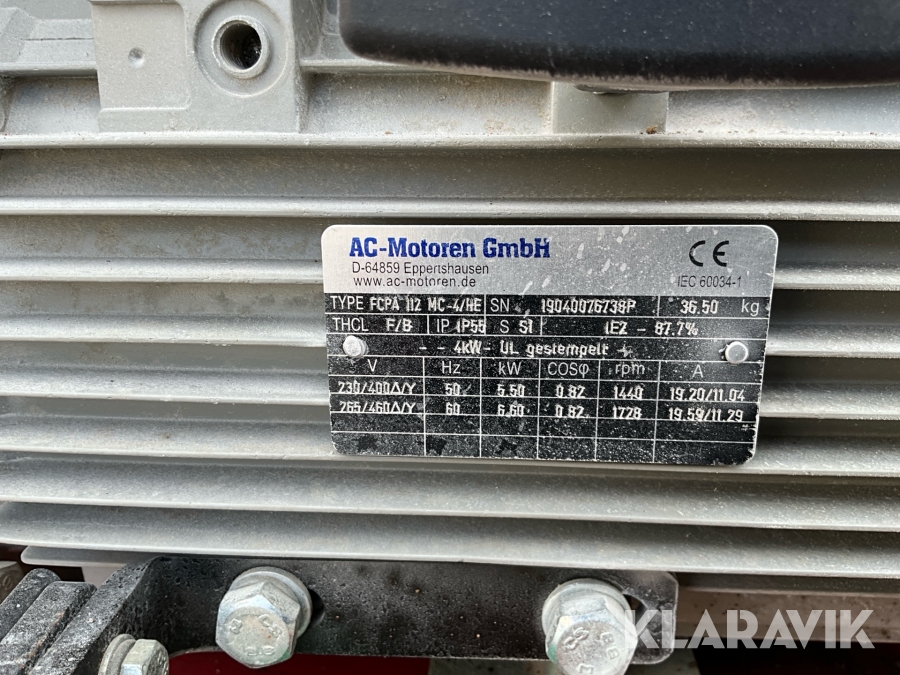 AC-Motoren GmbH
D-64859 Eppertshausen
www.ac-motoren.de
CE
IEC 60034-1
TYPE FCPA 112 MC-4/HE SN 19040076738P 36.50 kg
THCL F/B IP IP55 S S1 IE2 - 87.7%
- - 4kW- UL gestempelt +
V Hz kW COSφ rpm A
230/400Δ/Y 50 5.50 0.82 1440 19.20/11.04
265/460Δ/Y 60 6.60 0.82 1728 19.59/11.29
KLARAVIK